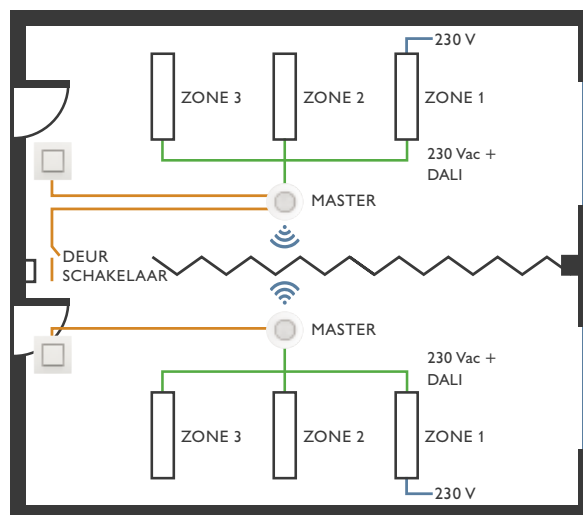 230 V
ZONE 3
ZONE 2
ZONE 1
230 Vac +
DALI
MASTER
DEUR
SCHAKELAAR
MASTER
230 Vac +
DALI
ZONE 3
ZONE 2
ZONE 1
230 V